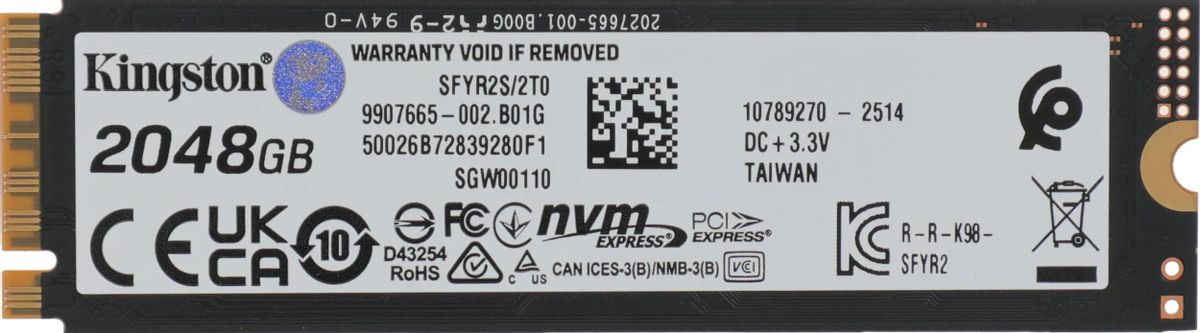 2027665-001.B00G
94V-0
Kingston®
WARRANTY VOID IF REMOVED
SFYR2S/2T0
9907665-002.B01G
50026B72839280F1
SGW00110
2048GB
10789270 - 2514
DC+3.3V
TAIWAN
CE
UK
CA
10
D43254
RoHS
FC
nvm
EXPRESS®
PCI
EXPRESS®
C US
CAN ICES-3(B)/NMB-3(B)
VCI
R-R-K98-
SFYR2